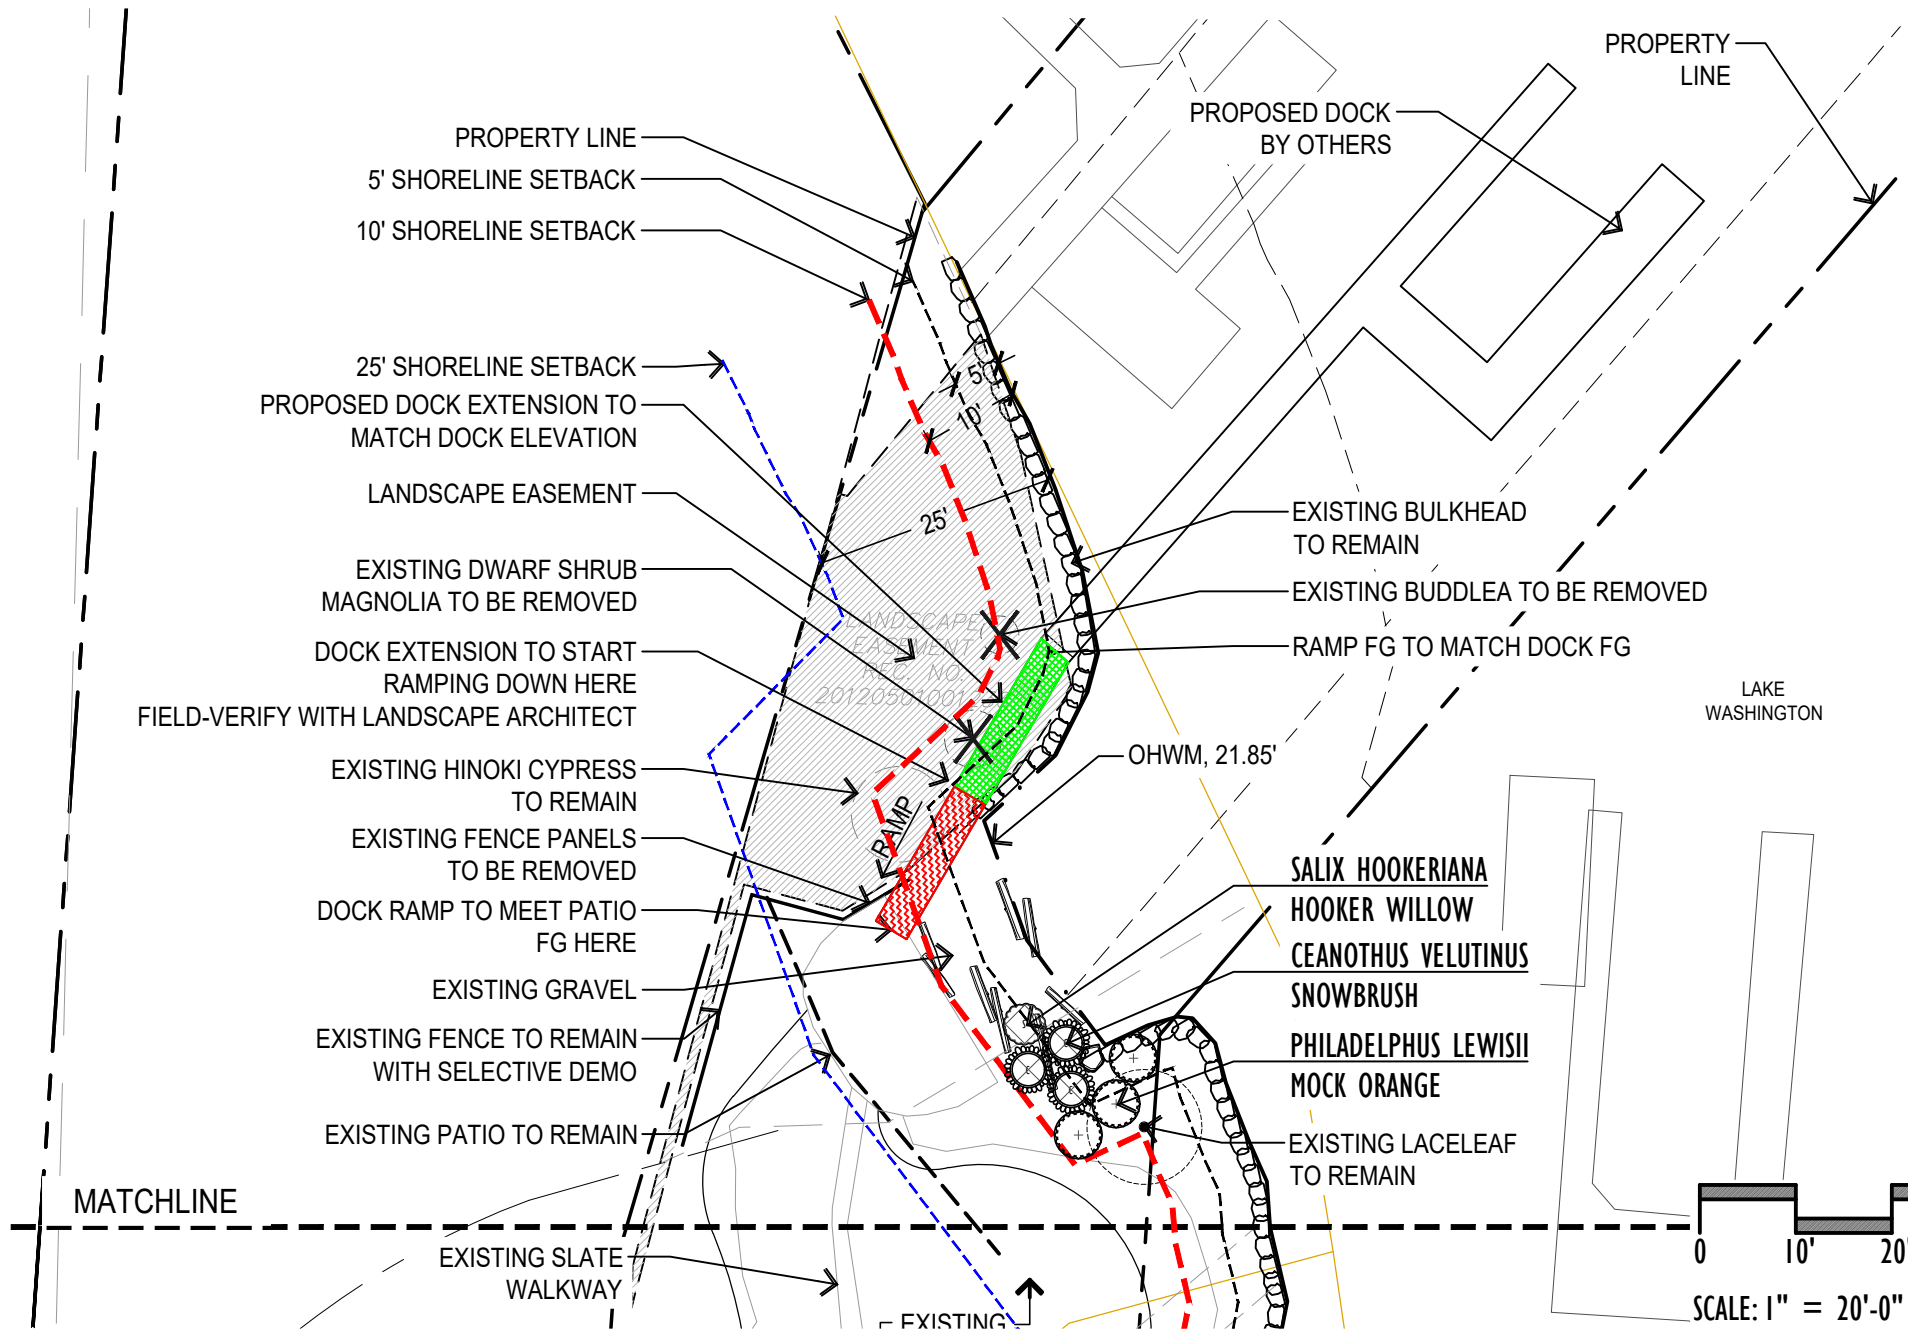 PROPERTY
LINE
PROPOSED DOCK
BY OTHERS
PROPERTY LINE
5' SHORELINE SETBACK
10' SHORELINE SETBACK
25' SHORELINE SETBACK
PROPOSED DOCK EXTENSION TO
MATCH DOCK ELEVATION
LANDSCAPE EASEMENT
EXISTING DWARF SHRUB
MAGNOLIA TO BE REMOVED
DOCK EXTENSION TO START
RAMPING DOWN HERE
FIELD-VERIFY WITH LANDSCAPE ARCHITECT
EXISTING HINOKI CYPRESS
TO REMAIN
EXISTING FENCE PANELS
TO BE REMOVED
DOCK RAMP TO MEET PATIO
FG HERE
EXISTING GRAVEL
EXISTING FENCE TO REMAIN
WITH SELECTIVE DEMO
EXISTING PATIO TO REMAIN
MATCHLINE
EXISTING SLATE
WALKWAY
EXISTING
5'
10'
25'
LANDSCAPE
EASEMENT
REC. NO.
RAMP
EXISTING BULKHEAD
TO REMAIN
EXISTING BUDDLEA TO BE REMOVED
RAMP FG TO MATCH DOCK FG
LAKE
WASHINGTON
OHWM, 21.85'
SALIX HOOKERIANA
HOOKER WILLOW
CEANOTHUS VELUTINUS
SNOWBRUSH
PHILADELPHUS LEWISII
MOCK ORANGE
EXISTING LACELEAF
TO REMAIN
0 10' 20'
SCALE: 1" = 20'-0"